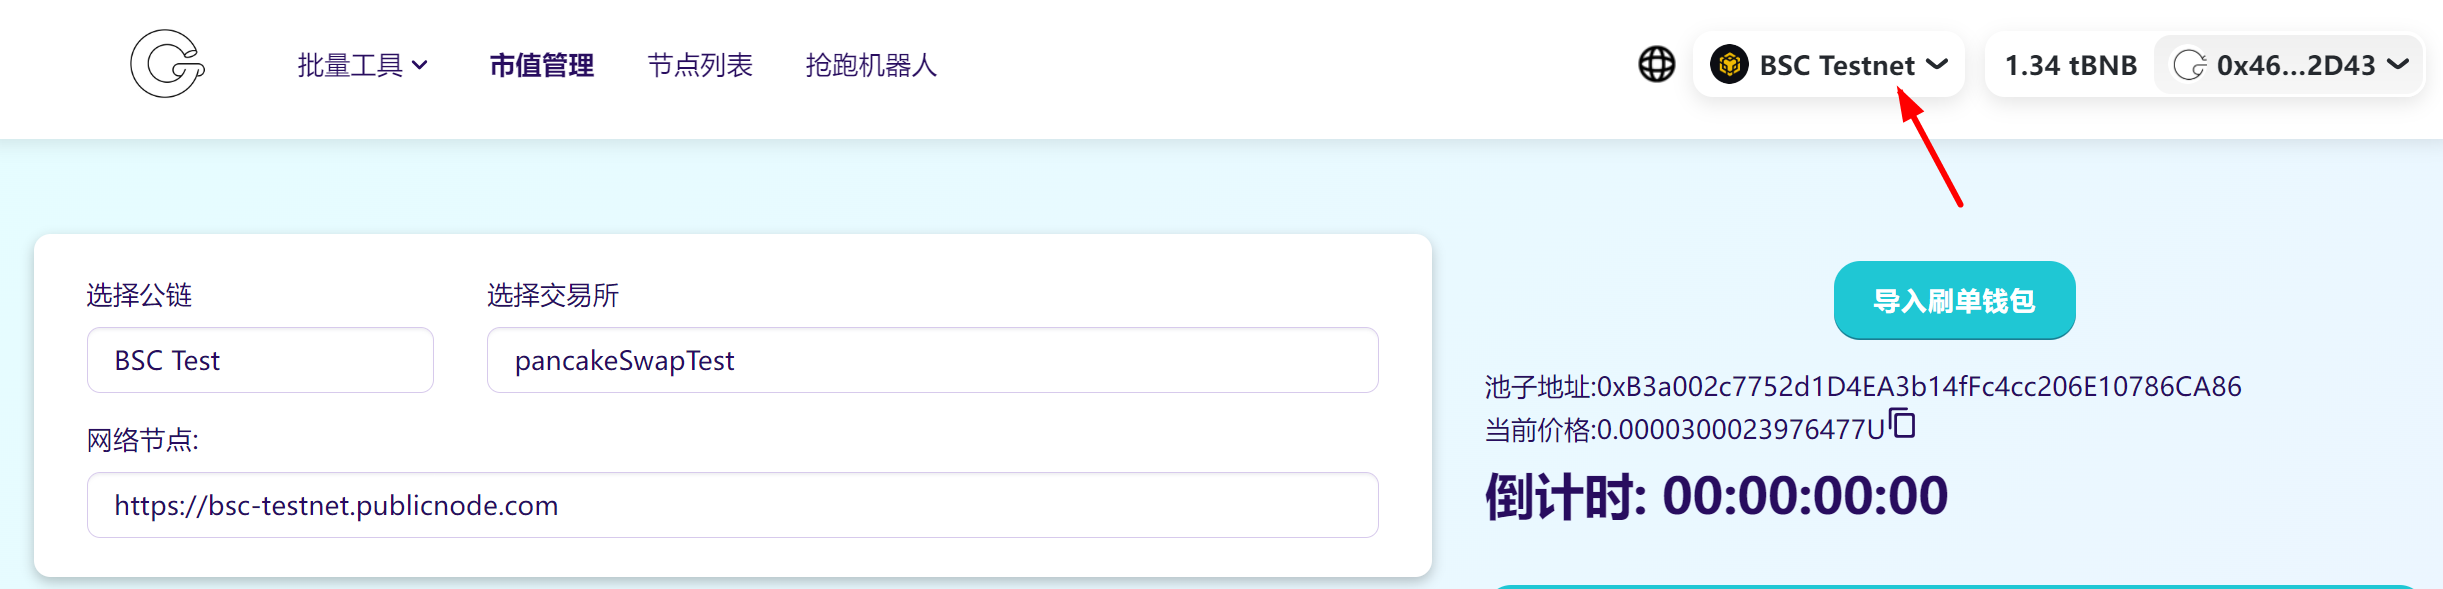 批量工具 市值管理 节点列表 抢跑机器人 BSC Testnet 1.34 tBNB 0x46...2D43
选择公链 选择交易所
BSC Test pancakeSwapTest
网络节点:
https://bsc-testnet.publicnode.com
导入刷单钱包
池子地址:0xB3a002c7752d1D4EA3b14fFc4cc206E10786CA86
当前价格:0.0000300023976477U
倒计时: 00:00:00:00